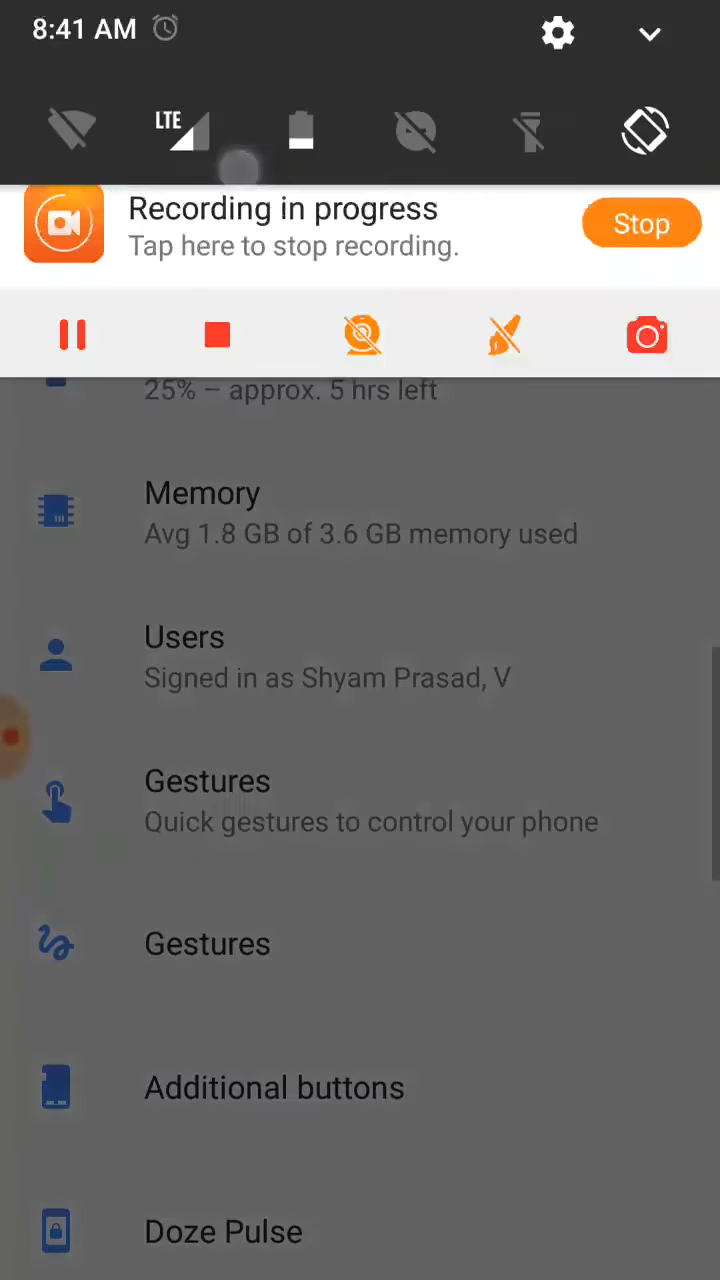 8:41 AM
LTE
Recording in progress
Tap here to stop recording.
Stop
25% – approx. 5 hrs left
Memory
Avg 1.8 GB of 3.6 GB memory used
Users
Signed in as Shyam Prasad, V
Gestures
Quick gestures to control your phone
Gestures
Additional buttons
Doze Pulse